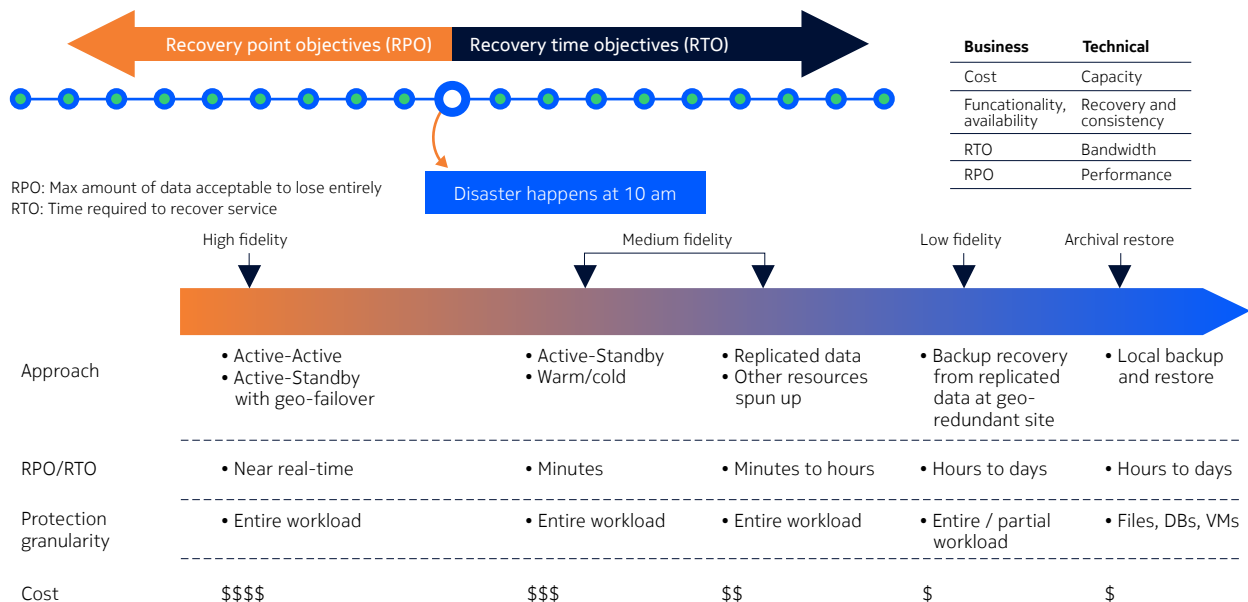 Recovery point objectives (RPO)
Recovery time objectives (RTO)
Business Technical
Cost Capacity
Funcationality, Recovery and
availability consistency
RTO Bandwidth
RPO Performance
Disaster happens at 10 am
RPO: Max amount of data acceptable to lose entirely
RTO: Time required to recover service
High fidelity Medium fidelity Low fidelity Archival restore
Approach
• Active-Active
• Active-Standby
with geo-failover
• Active-Standby
• Warm/cold
• Replicated data
• Other resources
spun up
• Backup recovery
from replicated
data at geo-
redundant site
• Local backup
and restore
RPO/RTO
• Near real-time
• Minutes
• Minutes to hours
• Hours to days
• Hours to days
Protection
granularity
• Entire workload
• Entire workload
• Entire workload
• Entire / partial
workload
• Files, DBs, VMs
Cost
$$$$
$$$
$$
$
$